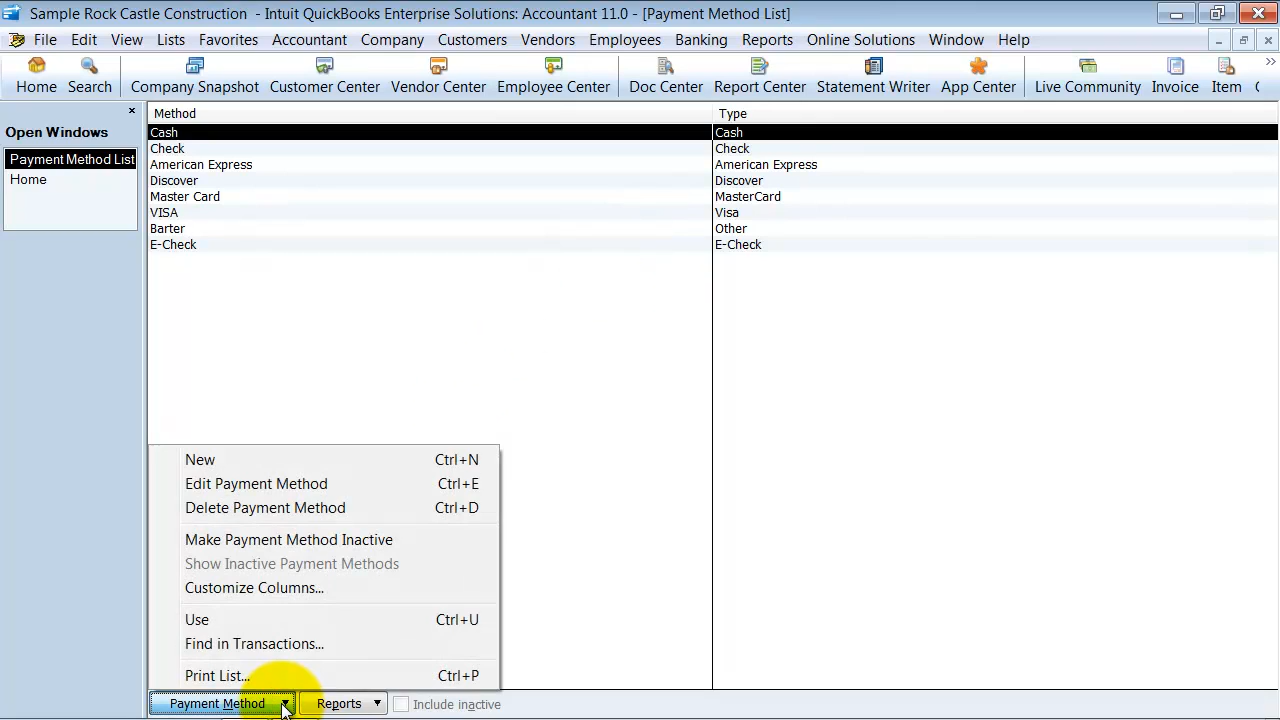 Sample Rock Castle Construction - Intuit QuickBooks Enterprise Solutions: Accountant 11.0 - [Payment Method List]
File Edit View Lists Favorites Accountant Company Customers Vendors Employees Banking Reports Online Solutions Window Help
Home Search Company Snapshot Customer Center Vendor Center Employee Center Doc Center Report Center Statement Writer App Center Live Community Invoice Item
Open Windows
Payment Method List
Home
Method Type
Cash Cash
Check Check
American Express American Express
Discover Discover
Master Card MasterCard
VISA Visa
Barter Other
E-Check E-Check
New Ctrl+N
Edit Payment Method Ctrl+E
Delete Payment Method Ctrl+D
Make Payment Method Inactive
Show Inactive Payment Methods
Customize Columns...
Use Ctrl+U
Find in Transactions...
Print List... Ctrl+P
Payment Method Reports Include inactive